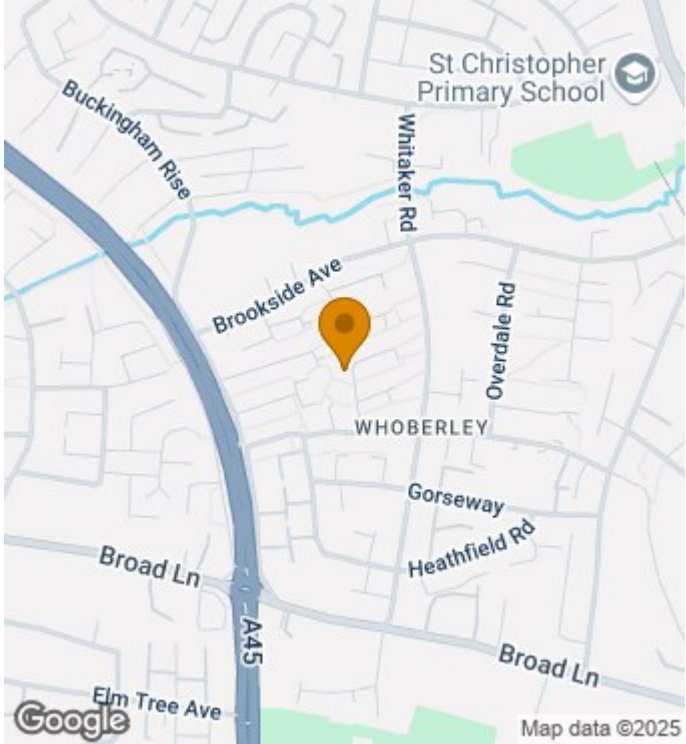 St Christopher
Primary School
Buckingham Rise
Whitaker Rd
Brookside Ave
Overdale Rd
WHOBERLEY
Gorseway
Heathfield Rd
Broad Ln
A45
Broad Ln
Elm Tree Ave
Google
Map data ©2025